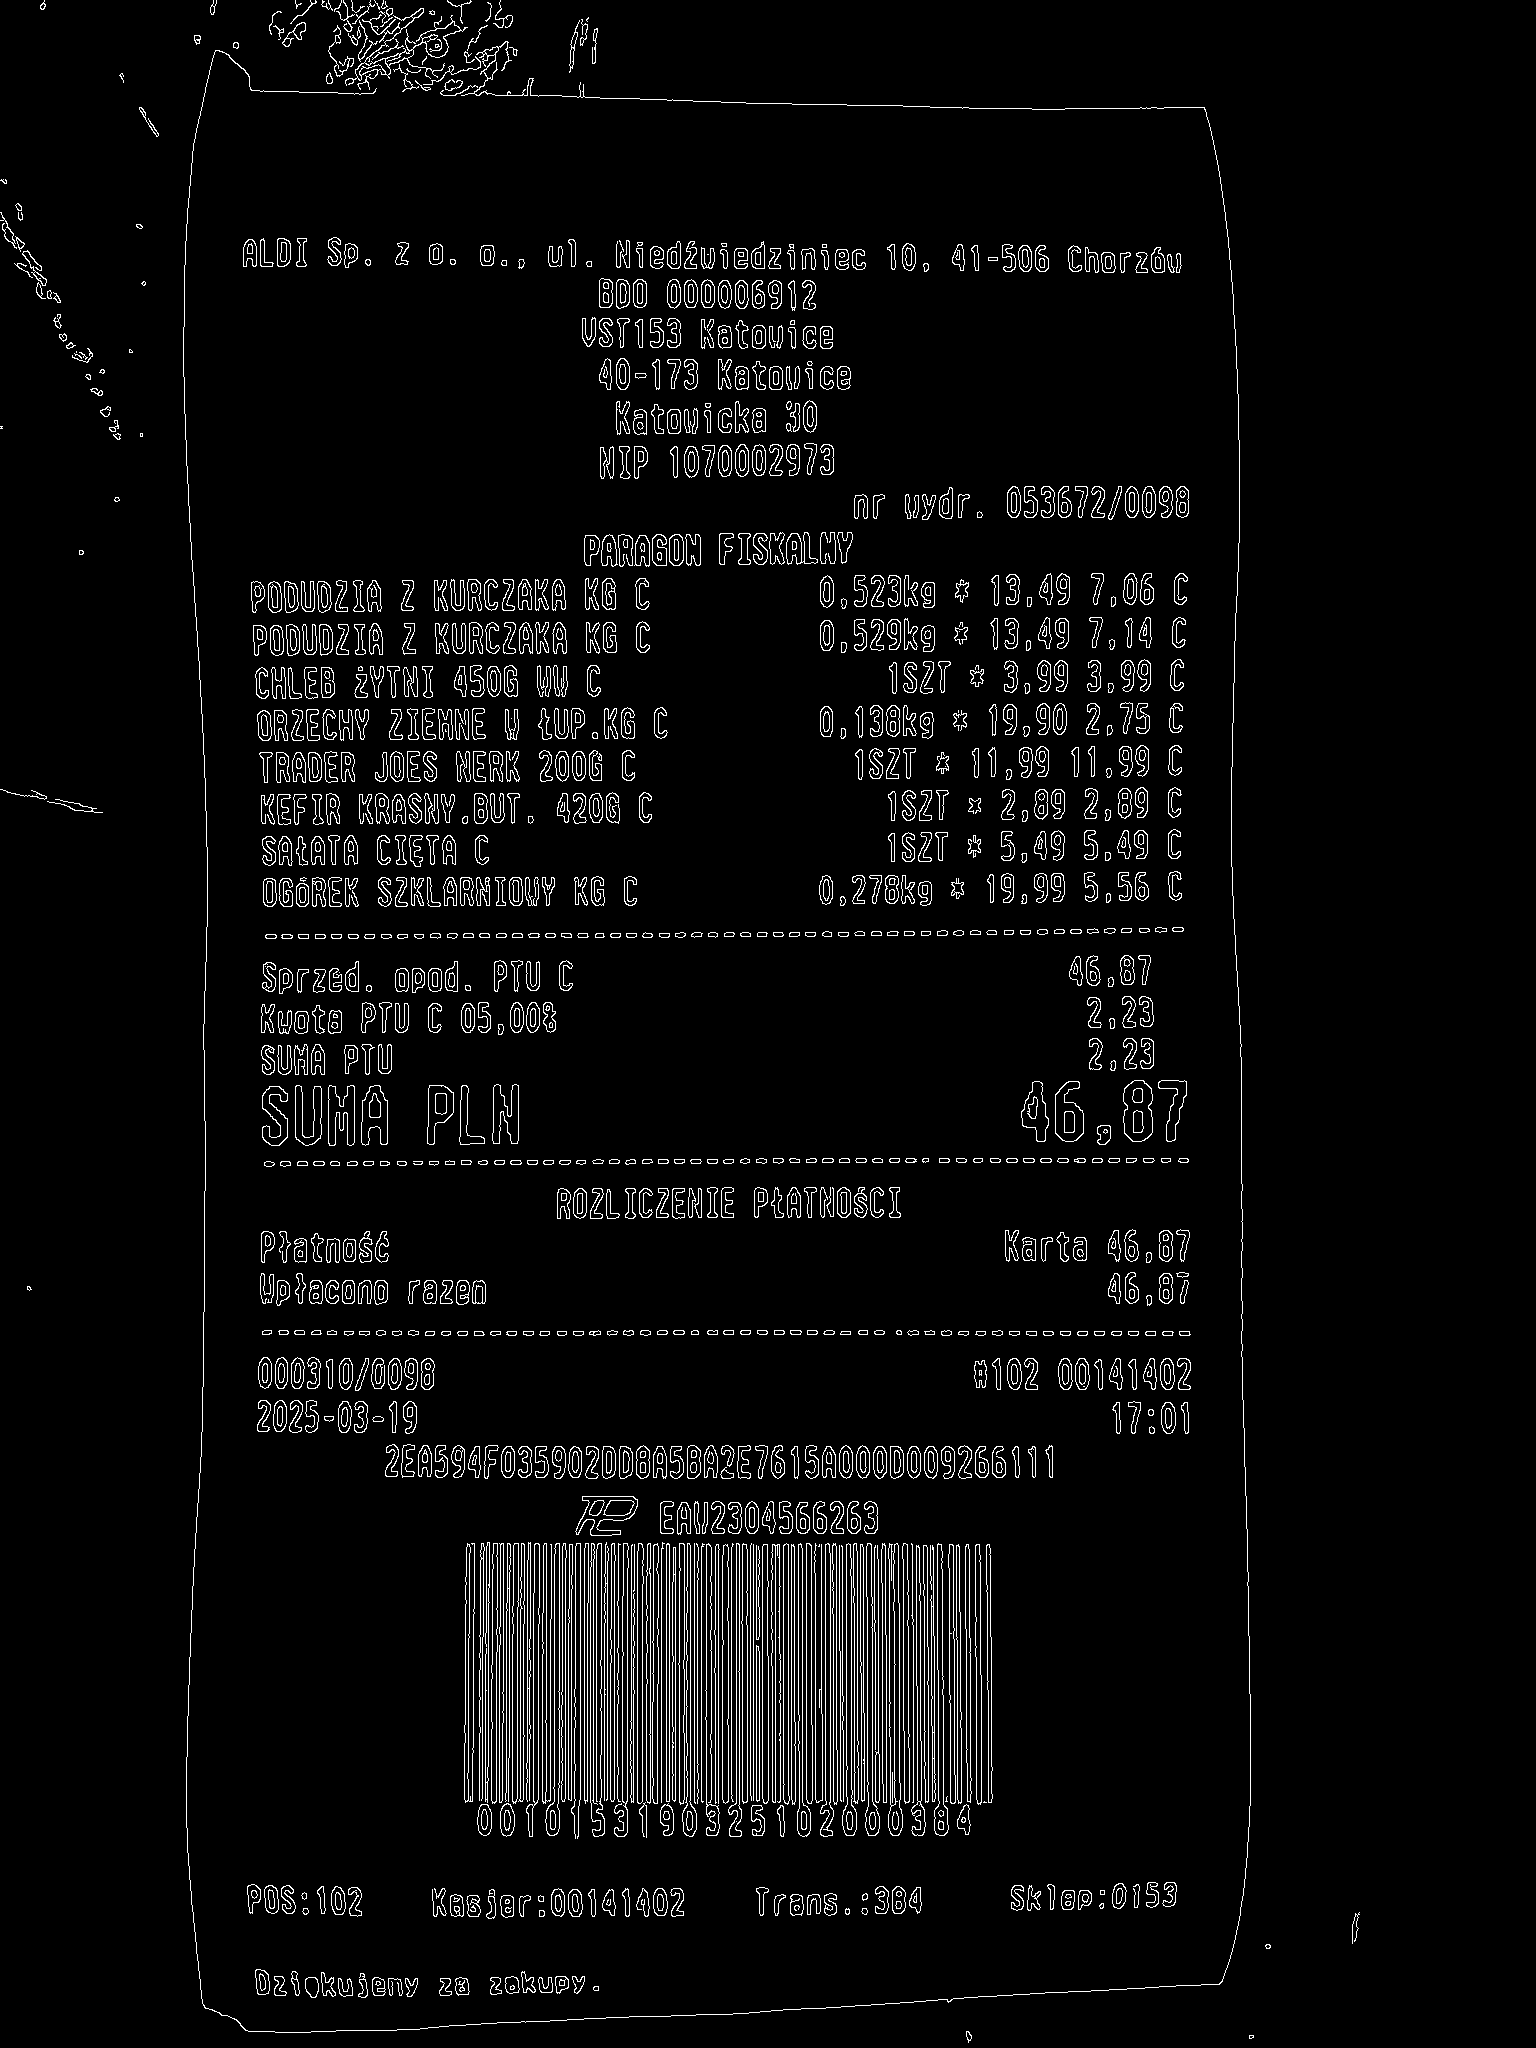 ALDI Sp. z o. o., ul. Niedźwiedziniec 10, 41-506 Chorzów
BDO 000006912
VST153 Katowice
40-173 Katowice
Katowicka 30
NIP 1070002973
nr wydr. 053672/0098
PARAGON FISKALNY
PODUDZIA Z KURCZAKA KG C 0,523kg * 13,49 7,06 C
PODUDZIA Z KURCZAKA KG C 0,529kg * 13,49 7,14 C
CHLEB ŻYTNI 450G WW C 1SZT * 3,99 3,99 C
ORZECHY ZIEMNE W ŁUP.KG C 0,138kg * 19,90 2,75 C
TRADER JOES NERK 200G C 1SZT * 11,99 11,99 C
KEFIR KRASNY.BUT. 420G C 1SZT * 2,89 2,89 C
SAŁATA CIĘTA C 1SZT * 5,49 5,49 C
OGÓREK SZKLARNIOWY KG C 0,278kg * 19,99 5,56 C
Sprzed. opod. PTU C 46,87
Kwota PTU C 05,00% 2,23
SUMA PTU 2,23
SUMA PLN 46,87
ROZLICZENIE PŁATNOŚCI
Płatność Karta 46,87
Wpłacono razem 46,87
000310/0098 #102 00141402
2025-03-19 17:01
2EA594F035902DD8A5BA2E7615A000D009266111
EAW2304566263
0010153190325102000384
POS:102 Kasjer:00141402 Trans.:384 Sklep:0153
Dziękujemy za zakupy.